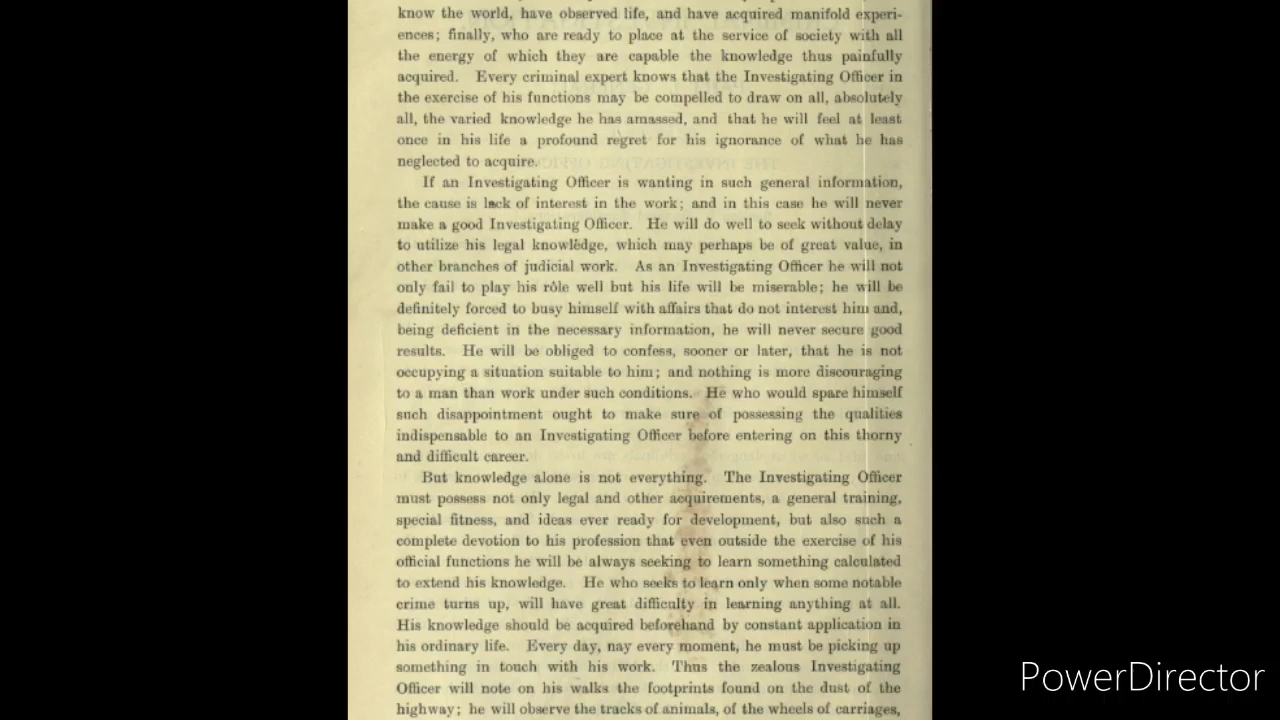 know the world, have observed life, and have acquired manifold experi-
ences; finally, who are ready to place at the service of society with all
the energy of which they are capable the knowledge thus painfully
acquired. Every criminal expert knows that the Investigating Officer in
the exercise of his functions may be compelled to draw on all, absolutely
all, the varied knowledge he has amassed, and that he will feel at least
once in his life a profound regret for his ignorance of what he has
neglected to acquire.
If an Investigating Officer is wanting in such general information,
the cause is lack of interest in the work; and in this case he will never
make a good Investigating Officer. He will do well to seek without delay
to utilize his legal knowledge, which may perhaps be of great value, in
other branches of judicial work. As an Investigating Officer he will not
only fail to play his rôle well but his life will be miserable; he will be
definitely forced to busy himself with affairs that do not interest him and,
being deficient in the necessary information, he will never secure good
results. He will be obliged to confess, sooner or later, that he is not
occupying a situation suitable to him; and nothing is more discouraging
to a man than work under such conditions. He who would spare himself
such disappointment ought to make sure of possessing the qualities
indispensable to an Investigating Officer before entering on this thorny
and difficult career.
But knowledge alone is not everything. The Investigating Officer
must possess not only legal and other acquirements, a general training,
special fitness, and ideas ever ready for development, but also such a
complete devotion to his profession that even outside the exercise of his
official functions he will be always seeking to learn something calculated
to extend his knowledge. He who seeks to learn only when some notable
crime turns up, will have great difficulty in learning anything at all.
His knowledge should be acquired beforehand by constant application in
his ordinary life. Every day, nay every moment, he must be picking up
something in touch with his work. Thus the zealous Investigating
Officer will note on his walks the footprints found on the dust of the
highway; he will observe the tracks of animals, of the wheels of carriages,
PowerDirector